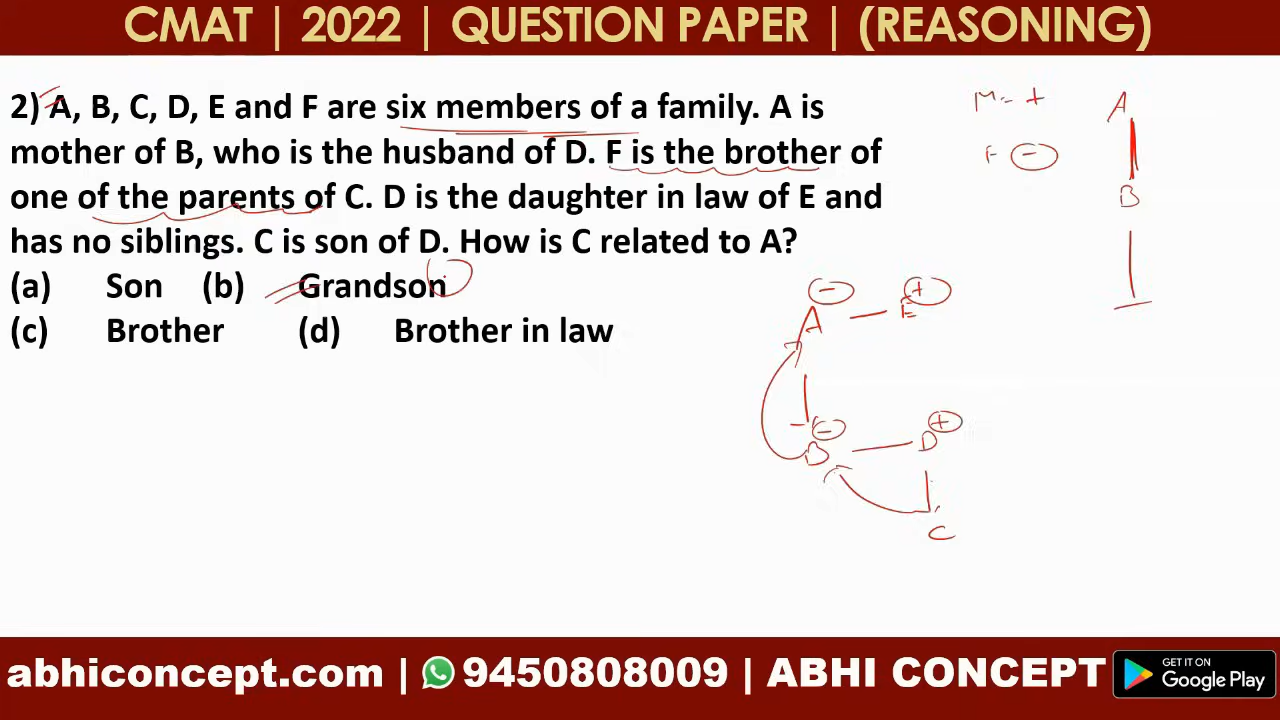 CMAT | 2022 | QUESTION PAPER | (REASONING)
2) A, B, C, D, E and F are six members of a family. A is
mother of B, who is the husband of D. F is the brother of
one of the parents of C. D is the daughter in law of E and
has no siblings. C is son of D. How is C related to A?
(a) Son (b) Grandson
(c) Brother (d) Brother in law
M - +
F -
A
B
A - — E +
B - — D +
C
abhiconcept.com | 9450808009 | ABHI CONCEPT
GET IT ON
Google Play